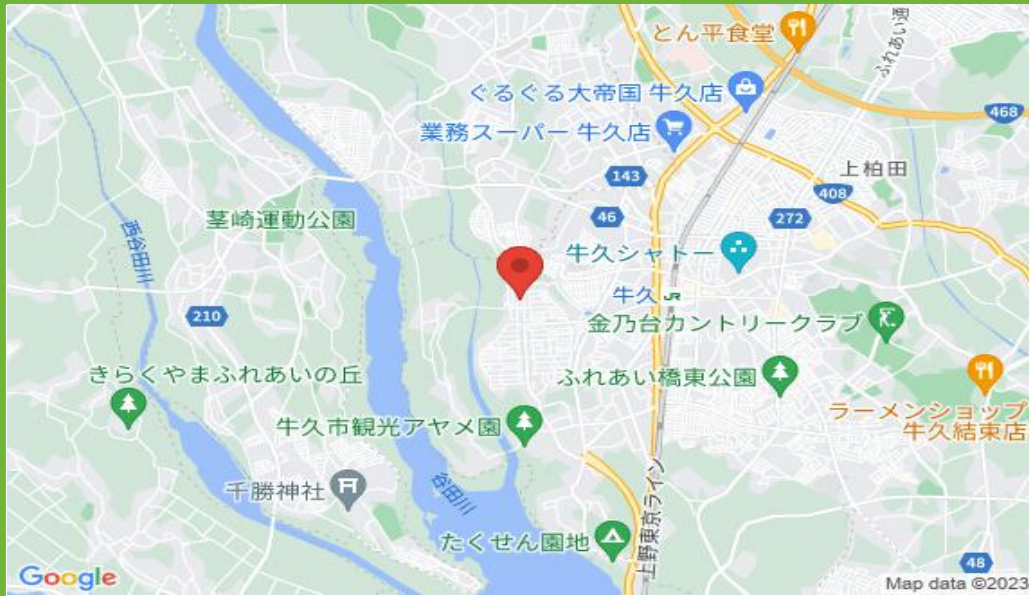 とん平食堂
ふれあい通
ぐるぐる大帝国 牛久店
業務スーパー 牛久店
468
上柏田
143
408
茎崎運動公園
46
272
西谷田川
牛久シャトー
牛久 JR
210
金乃台カントリークラブ
きらくやまふれあいの丘
ふれあい橋東公園
ラーメンショップ
牛久結束店
牛久市観光アヤメ園
千勝神社
谷田川
上野東京ライン
たくせん園地
48
Google
Map data ©2023